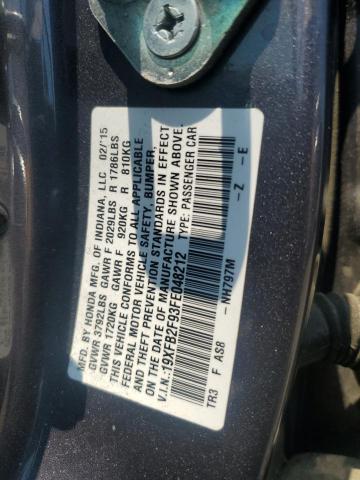 MFD. BY HONDA MFG. OF INDIANA, LLC 02/'15
GVWR 3792LBS GAWR F 2029LBS R 1786LBS
GVWR 1720KG GAWR F 920KG R 810KG
THIS VEHICLE CONFORMS TO ALL APPLICABLE
FEDERAL MOTOR VEHICLE SAFETY, BUMPER,
AND THEFT PREVENTION STANDARDS IN EFFECT
ON THE DATE OF MANUFACTURE SHOWN ABOVE.
V.I.N.:19XFB2F93FE048212 TYPE: PASSENGER CAR
NH797M - Z - E
TR3 F AS8